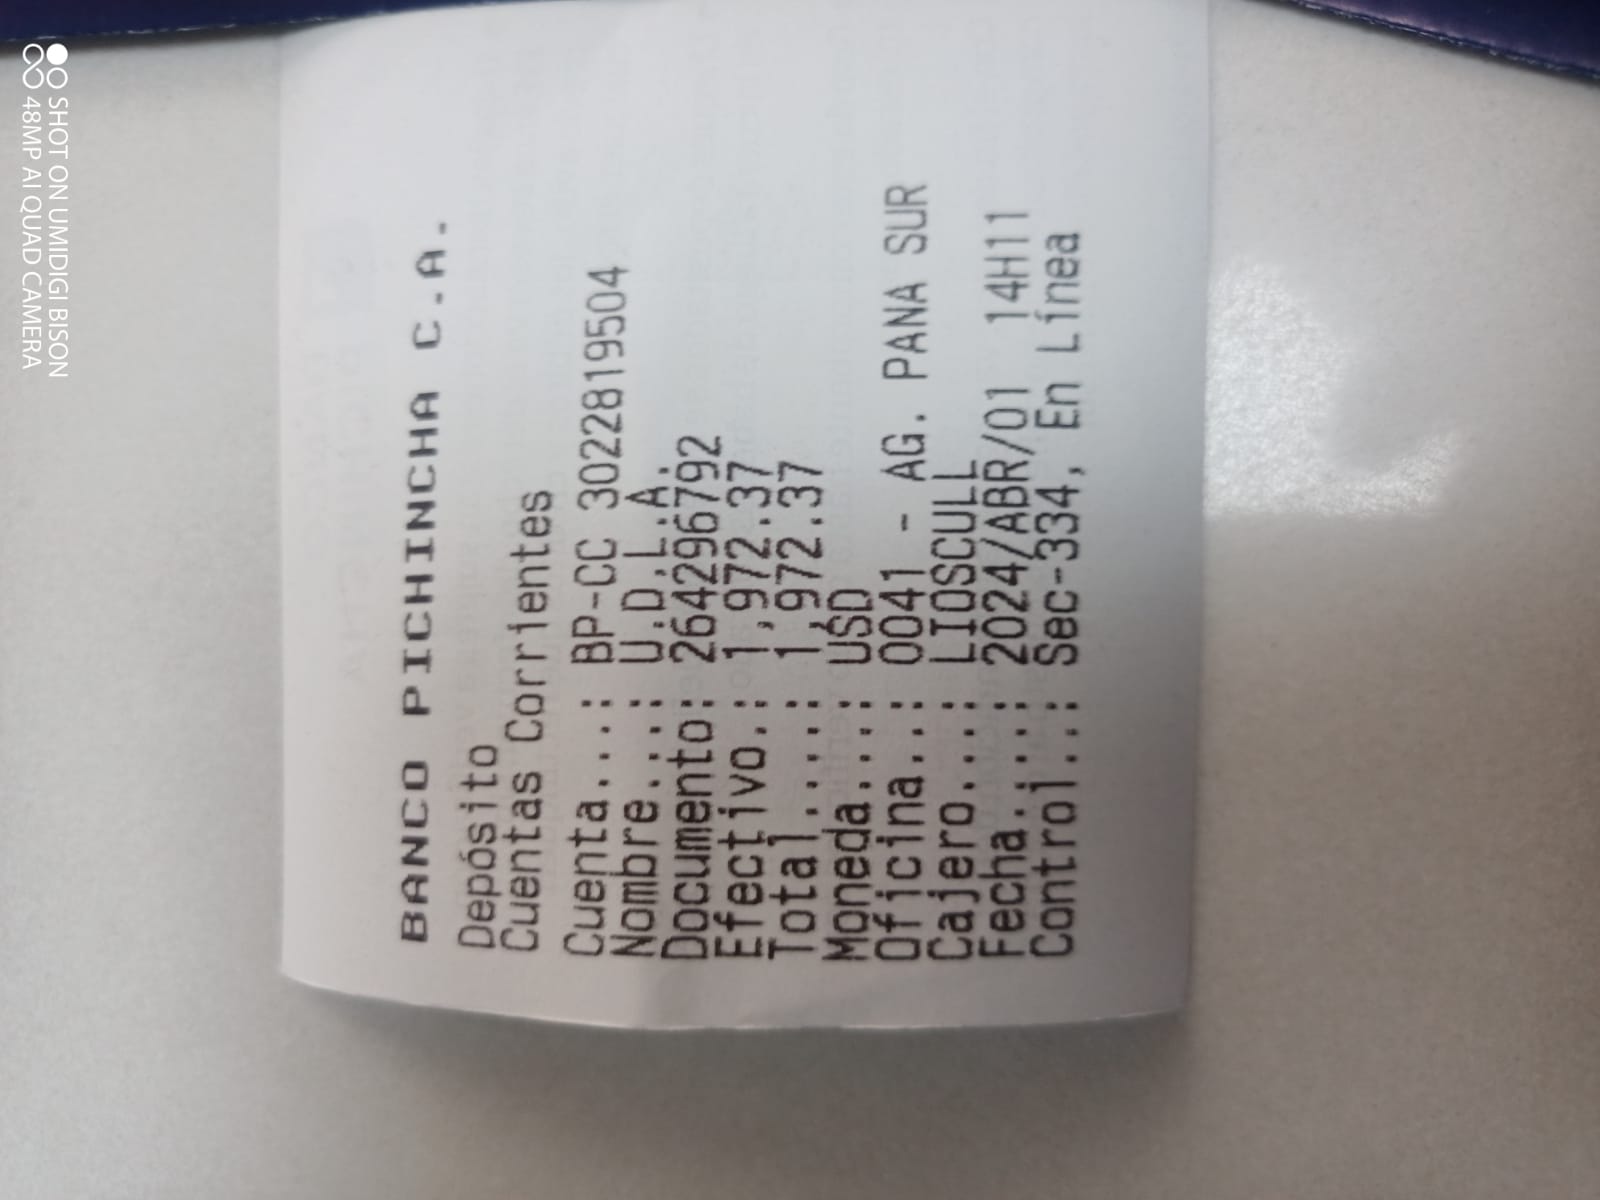 BANCO PICHINCHA C.A.
Depósito
Cuentas Corrientes
Cuenta....: BP-CC 3022819504
Nombre....: U.D.L.A.
Documento: 264296792
Efectivo.: 1,972.37
Total.....: 1,972.37
Moneda....: USD
Oficina..: 0041 - AG. PANA SUR
Cajero....: LIOSCULL
Fecha.....: 2024/ABR/01 14H11
Control..: Sec-334, En Línea
SHOT ON UMIDIGI BISON
48MP AI QUAD CAMERA